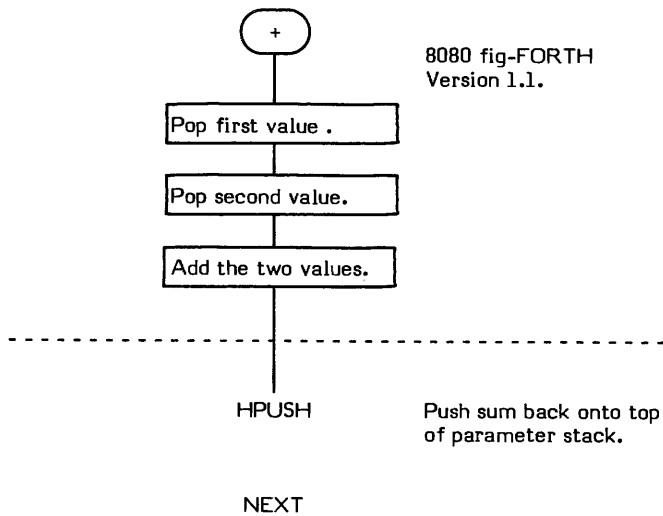 +
8080 fig-FORTH
Version 1.1.
Pop first value .
Pop second value.
Add the two values.
HPUSH
Push sum back onto top
of parameter stack.
NEXT